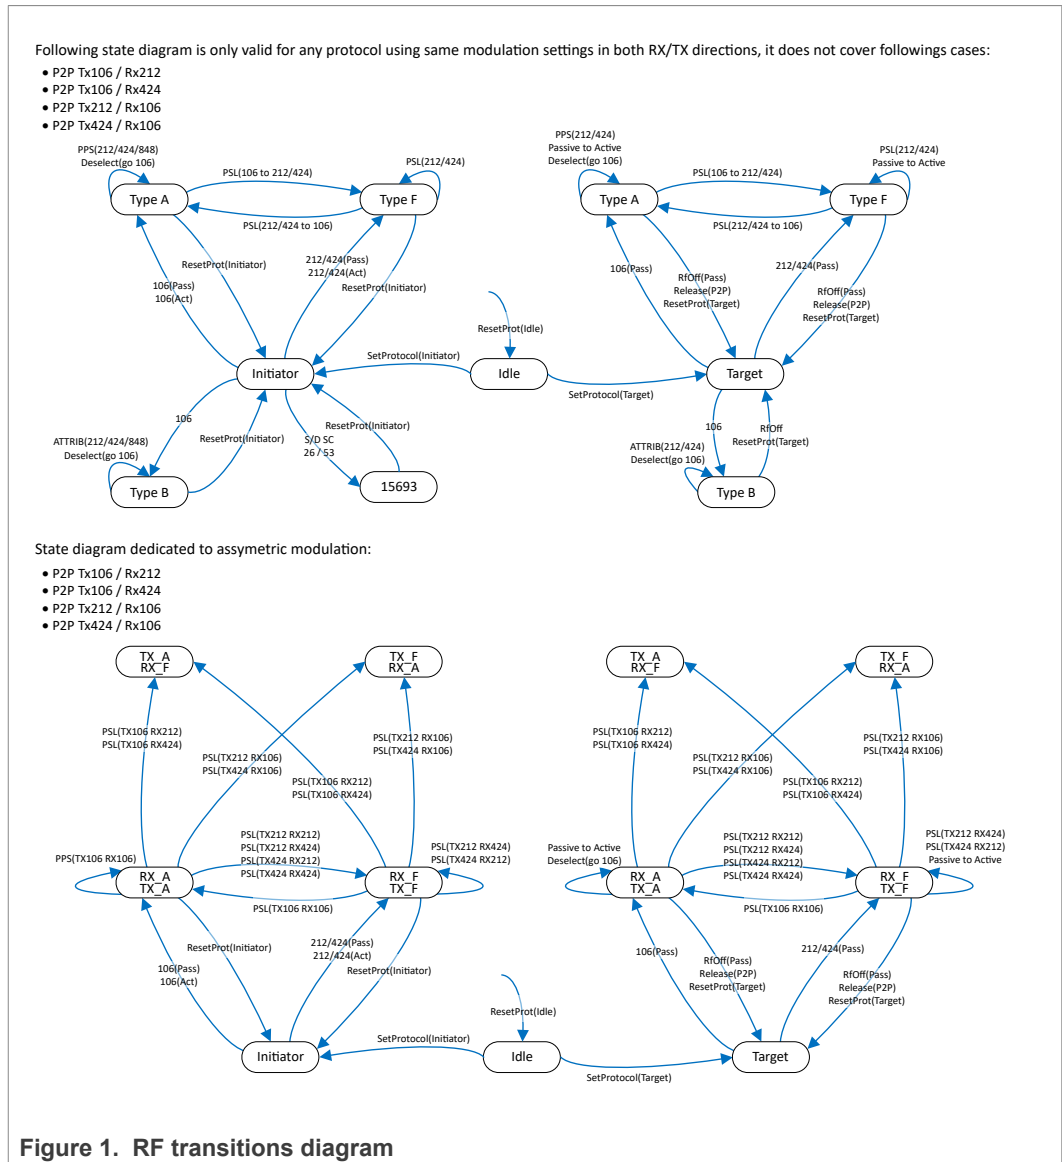 Following state diagram is only valid for any protocol using same modulation settings in both RX/TX directions, it does not cover followings cases:
• P2P Tx106 / Rx212
• P2P Tx106 / Rx424
• P2P Tx212 / Rx106
• P2P Tx424 / Rx106
PPS(212/424/848)
Deselect(go 106)
PSL(106 to 212/424)
PSL(212/424)
Type A
Type F
PSL(212/424 to 106)
ResetProt(Initiator)
212/424(Pass)
212/424(Act)
106(Pass)
106(Act)
ResetProt(Initiator)
Initiator
SetProtocol(Initiator)
ResetProt(Idle)
Idle
SetProtocol(Target)
106
ATTRIB(212/424/848)
Deselect(go 106)
ResetProt(Initiator)
S/D SC
26 / 53
ResetProt(Initiator)
Type B
15693
PPS(212/424)
Passive to Active
Deselect(go 106)
PSL(106 to 212/424)
PSL(212/424)
Passive to Active
Type A
Type F
PSL(212/424 to 106)
106(Pass)
RfOff(Pass)
Release(P2P)
ResetProt(Target)
212/424(Pass)
RfOff(Pass)
Release(P2P)
ResetProt(Target)
Target
106
RfOff
ResetProt(Target)
ATTRIB(212/424)
Deselect(go 106)
Type B
State diagram dedicated to assymetric modulation:
• P2P Tx106 / Rx212
• P2P Tx106 / Rx424
• P2P Tx212 / Rx106
• P2P Tx424 / Rx106
TX_A
RX_F
TX_F
RX_A
PSL(TX106 RX212)
PSL(TX106 RX424)
PSL(TX212 RX106)
PSL(TX424 RX106)
PSL(TX212 RX106)
PSL(TX424 RX106)
PSL(TX106 RX212)
PSL(TX106 RX424)
PPS(TX106 RX106)
PSL(TX212 RX212)
PSL(TX212 RX424)
PSL(TX424 RX212)
PSL(TX424 RX424)
PSL(TX212 RX424)
PSL(TX424 RX212)
RX_A
TX_A
RX_F
TX_F
PSL(TX106 RX106)
ResetProt(Initiator)
212/424(Pass)
212/424(Act)
106(Pass)
106(Act)
ResetProt(Initiator)
Initiator
SetProtocol(Initiator)
ResetProt(Idle)
Idle
SetProtocol(Target)
TX_A
RX_F
TX_F
RX_A
PSL(TX106 RX212)
PSL(TX106 RX424)
PSL(TX212 RX106)
PSL(TX424 RX106)
PSL(TX212 RX106)
PSL(TX424 RX106)
PSL(TX106 RX212)
PSL(TX106 RX424)
Passive to Active
Deselect(go 106)
PSL(TX212 RX212)
PSL(TX212 RX424)
PSL(TX424 RX212)
PSL(TX424 RX424)
PSL(TX212 RX424)
PSL(TX424 RX212)
Passive to Active
RX_A
TX_A
RX_F
TX_F
PSL(TX106 RX106)
106(Pass)
RfOff(Pass)
Release(P2P)
ResetProt(Target)
212/424(Pass)
RfOff(Pass)
Release(P2P)
ResetProt(Target)
Target
Figure 1. RF transitions diagram